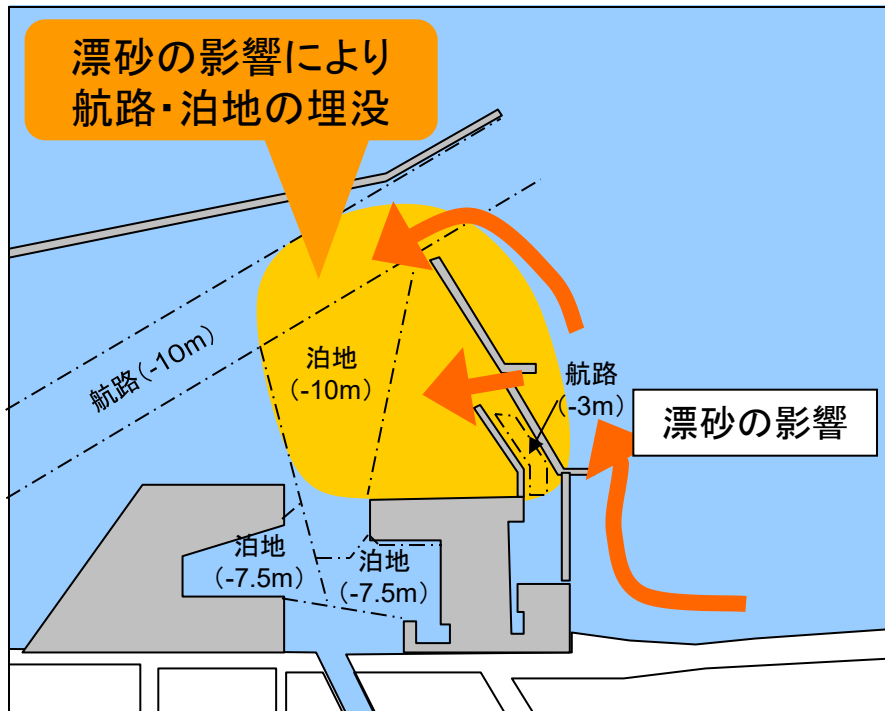 漂砂の影響により
航路・泊地の埋没
航路(-10m)
泊地
(-10m)
航路
(-3m)
漂砂の影響
泊地
(-7.5m)
泊地
(-7.5m)